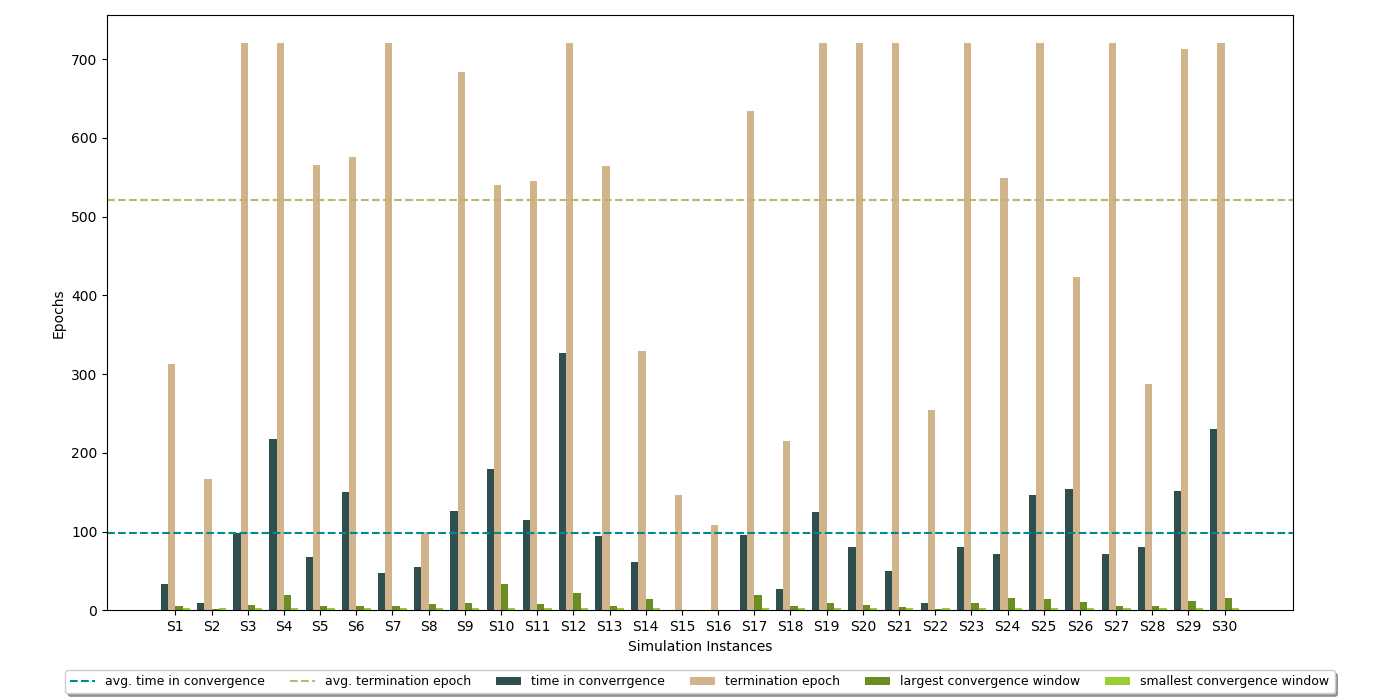 700
600
500
400
300
200
100
0
Epochs
S1 S2 S3 S4 S5 S6 S7 S8 S9 S10 S11 S12 S13 S14 S15 S16 S17 S18 S19 S20 S21 S22 S23 S24 S25 S26 S27 S28 S29 S30
Simulation Instances
avg. time in convergence avg. termination epoch time in converrgence termination epoch largest convergence window smallest convergence window